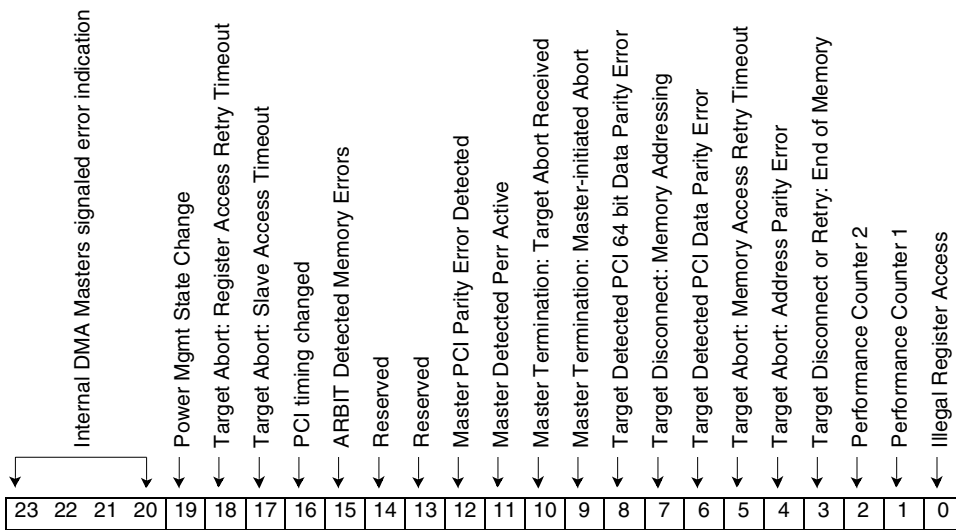 Internal DMA Masters signaled error indication
Power Mgmt State Change
Target Abort: Register Access Retry Timeout
Target Abort: Slave Access Timeout
PCI timing changed
ARBIT Detected Memory Errors
Reserved
Reserved
Master PCI Parity Error Detected
Master Detected Perr Active
Master Termination: Target Abort Received
Master Termination: Master-initiated Abort
Target Detected PCI 64 bit Data Parity Error
Target Disconnect: Memory Addressing
Target Detected PCI Data Parity Error
Target Abort: Memory Access Retry Timeout
Target Abort: Address Parity Error
Target Disconnect or Retry: End of Memory
Performance Counter 2
Performance Counter 1
Illegal Register Access
23 22 21 20 19 18 17 16 15 14 13 12 11 10 9 8 7 6 5 4 3 2 1 0